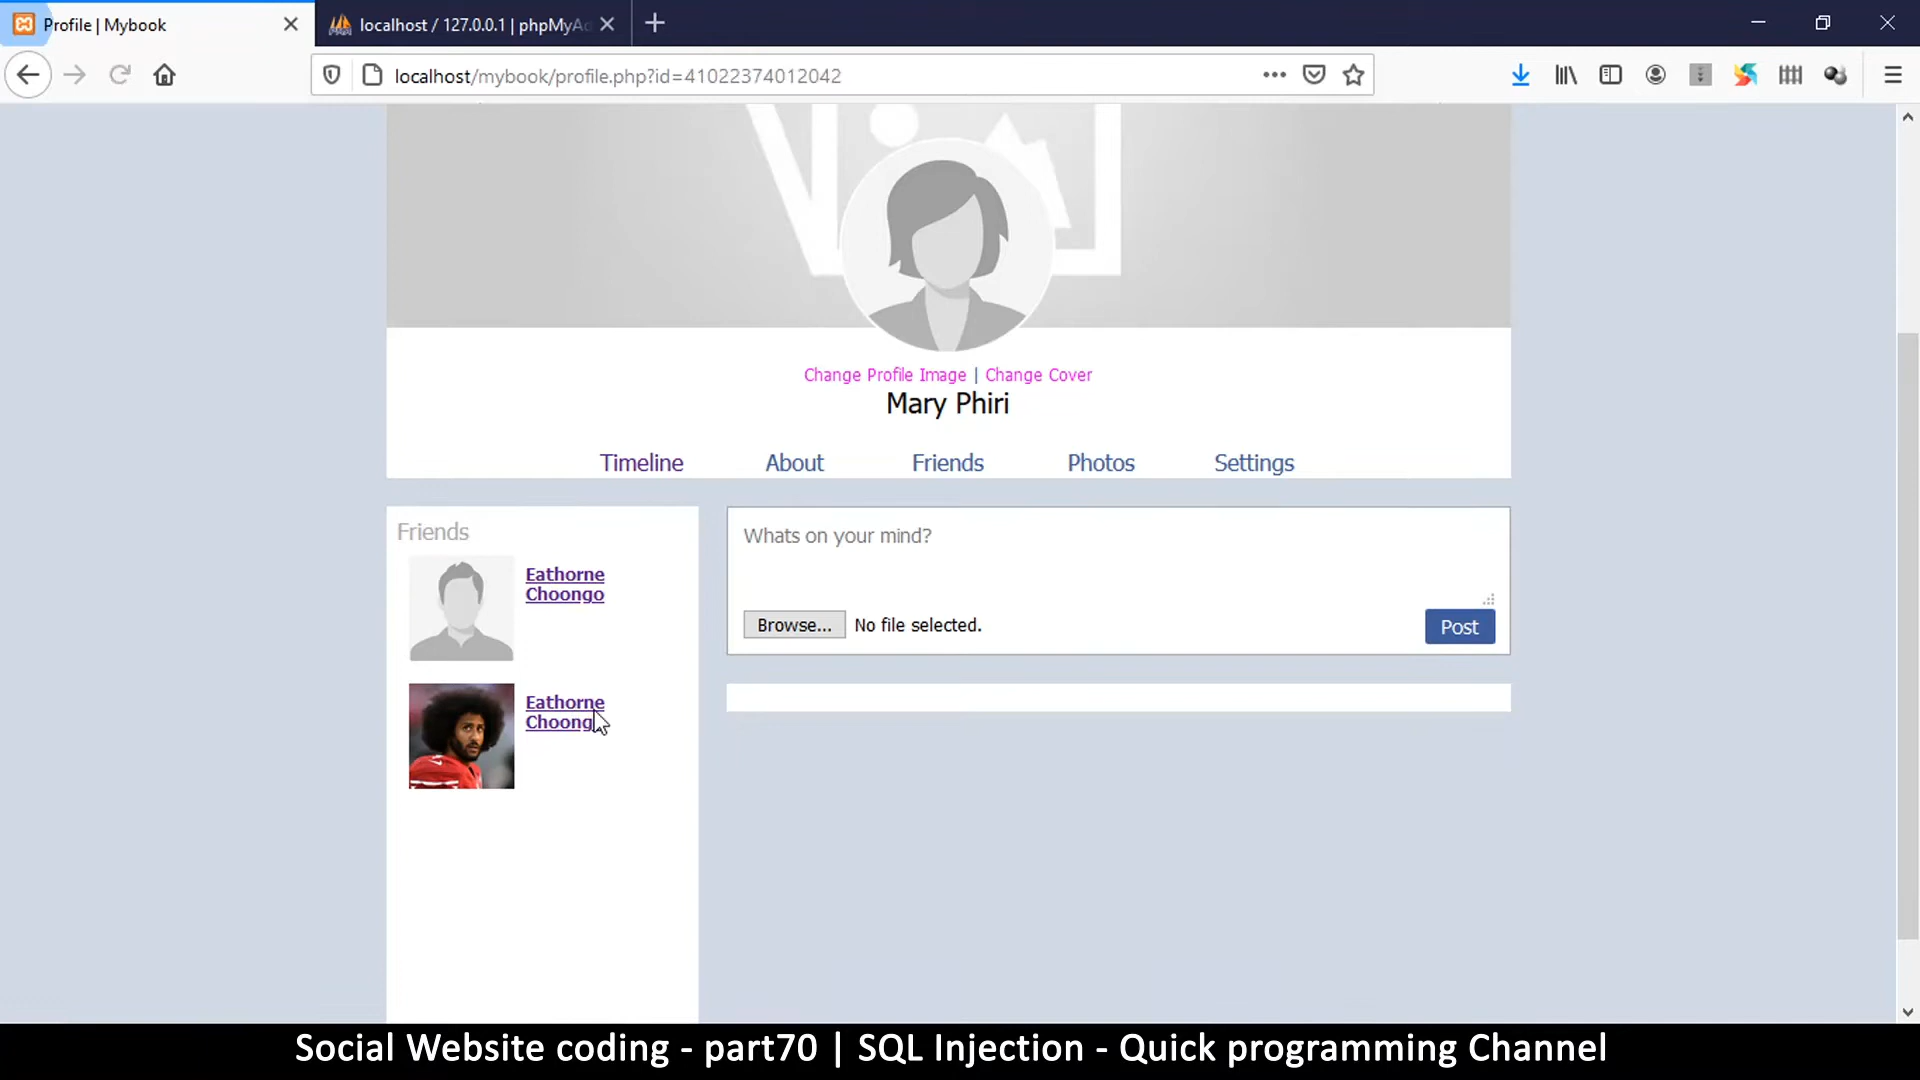 Profile | Mybook
localhost / 127.0.0.1 | phpMyAd
localhost/mybook/profile.php?id=41022374012042
Change Profile Image | Change Cover
Mary Phiri
Timeline About Friends Photos Settings
Friends
Eathorne
Choongo
Eathorne
Choong
Whats on your mind?
Browse... No file selected.
Post
Social Website coding - part70 | SQL Injection - Quick programming Channel